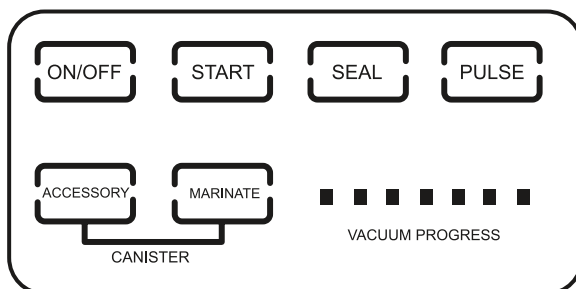 ON/OFF START SEAL PULSE
ACCESSORY MARINATE
VACUUM PROGRESS
CANISTER